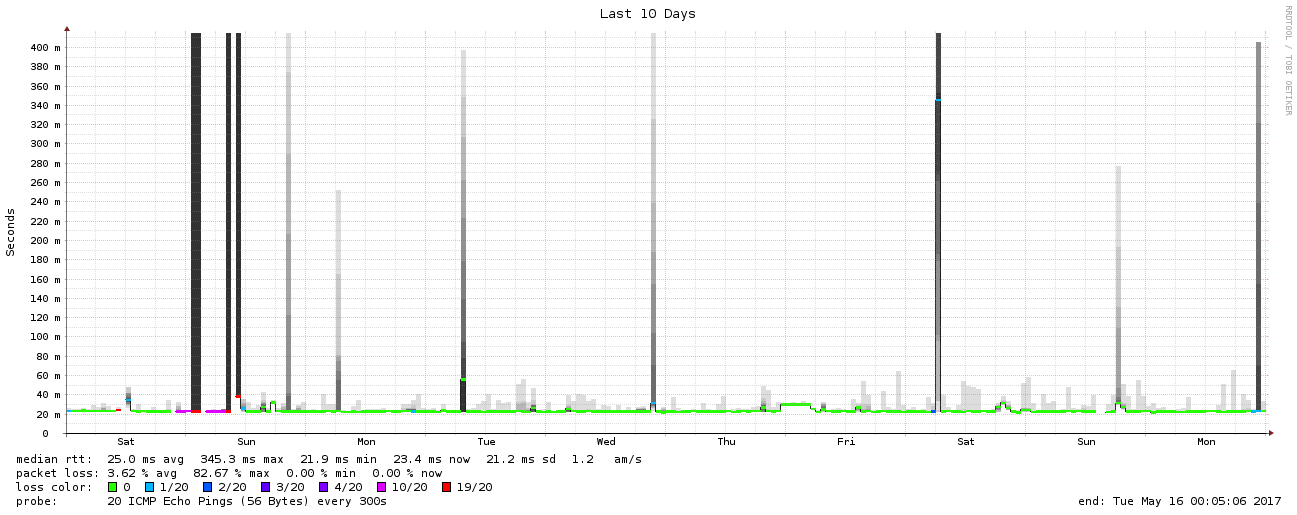 Last 10 Days
RRDTOOL / TOBI OETIKER
Seconds
400 m
380 m
360 m
340 m
320 m
300 m
280 m
260 m
240 m
220 m
200 m
180 m
160 m
140 m
120 m
100 m
80 m
60 m
40 m
20 m
0
Sat Sun Mon Tue Wed Thu Fri Sat Sun Mon
median rtt: 25.0 ms avg 345.3 ms max 21.9 ms min 23.4 ms now 21.2 ms sd 1.2 am/s
packet loss: 3.62 % avg 82.67 % max 0.00 % min 0.00 % now
loss color: 0 1/20 2/20 3/20 4/20 10/20 19/20
probe: 20 ICMP Echo Pings (56 Bytes) every 300s end: Tue May 16 00:05:06 2017